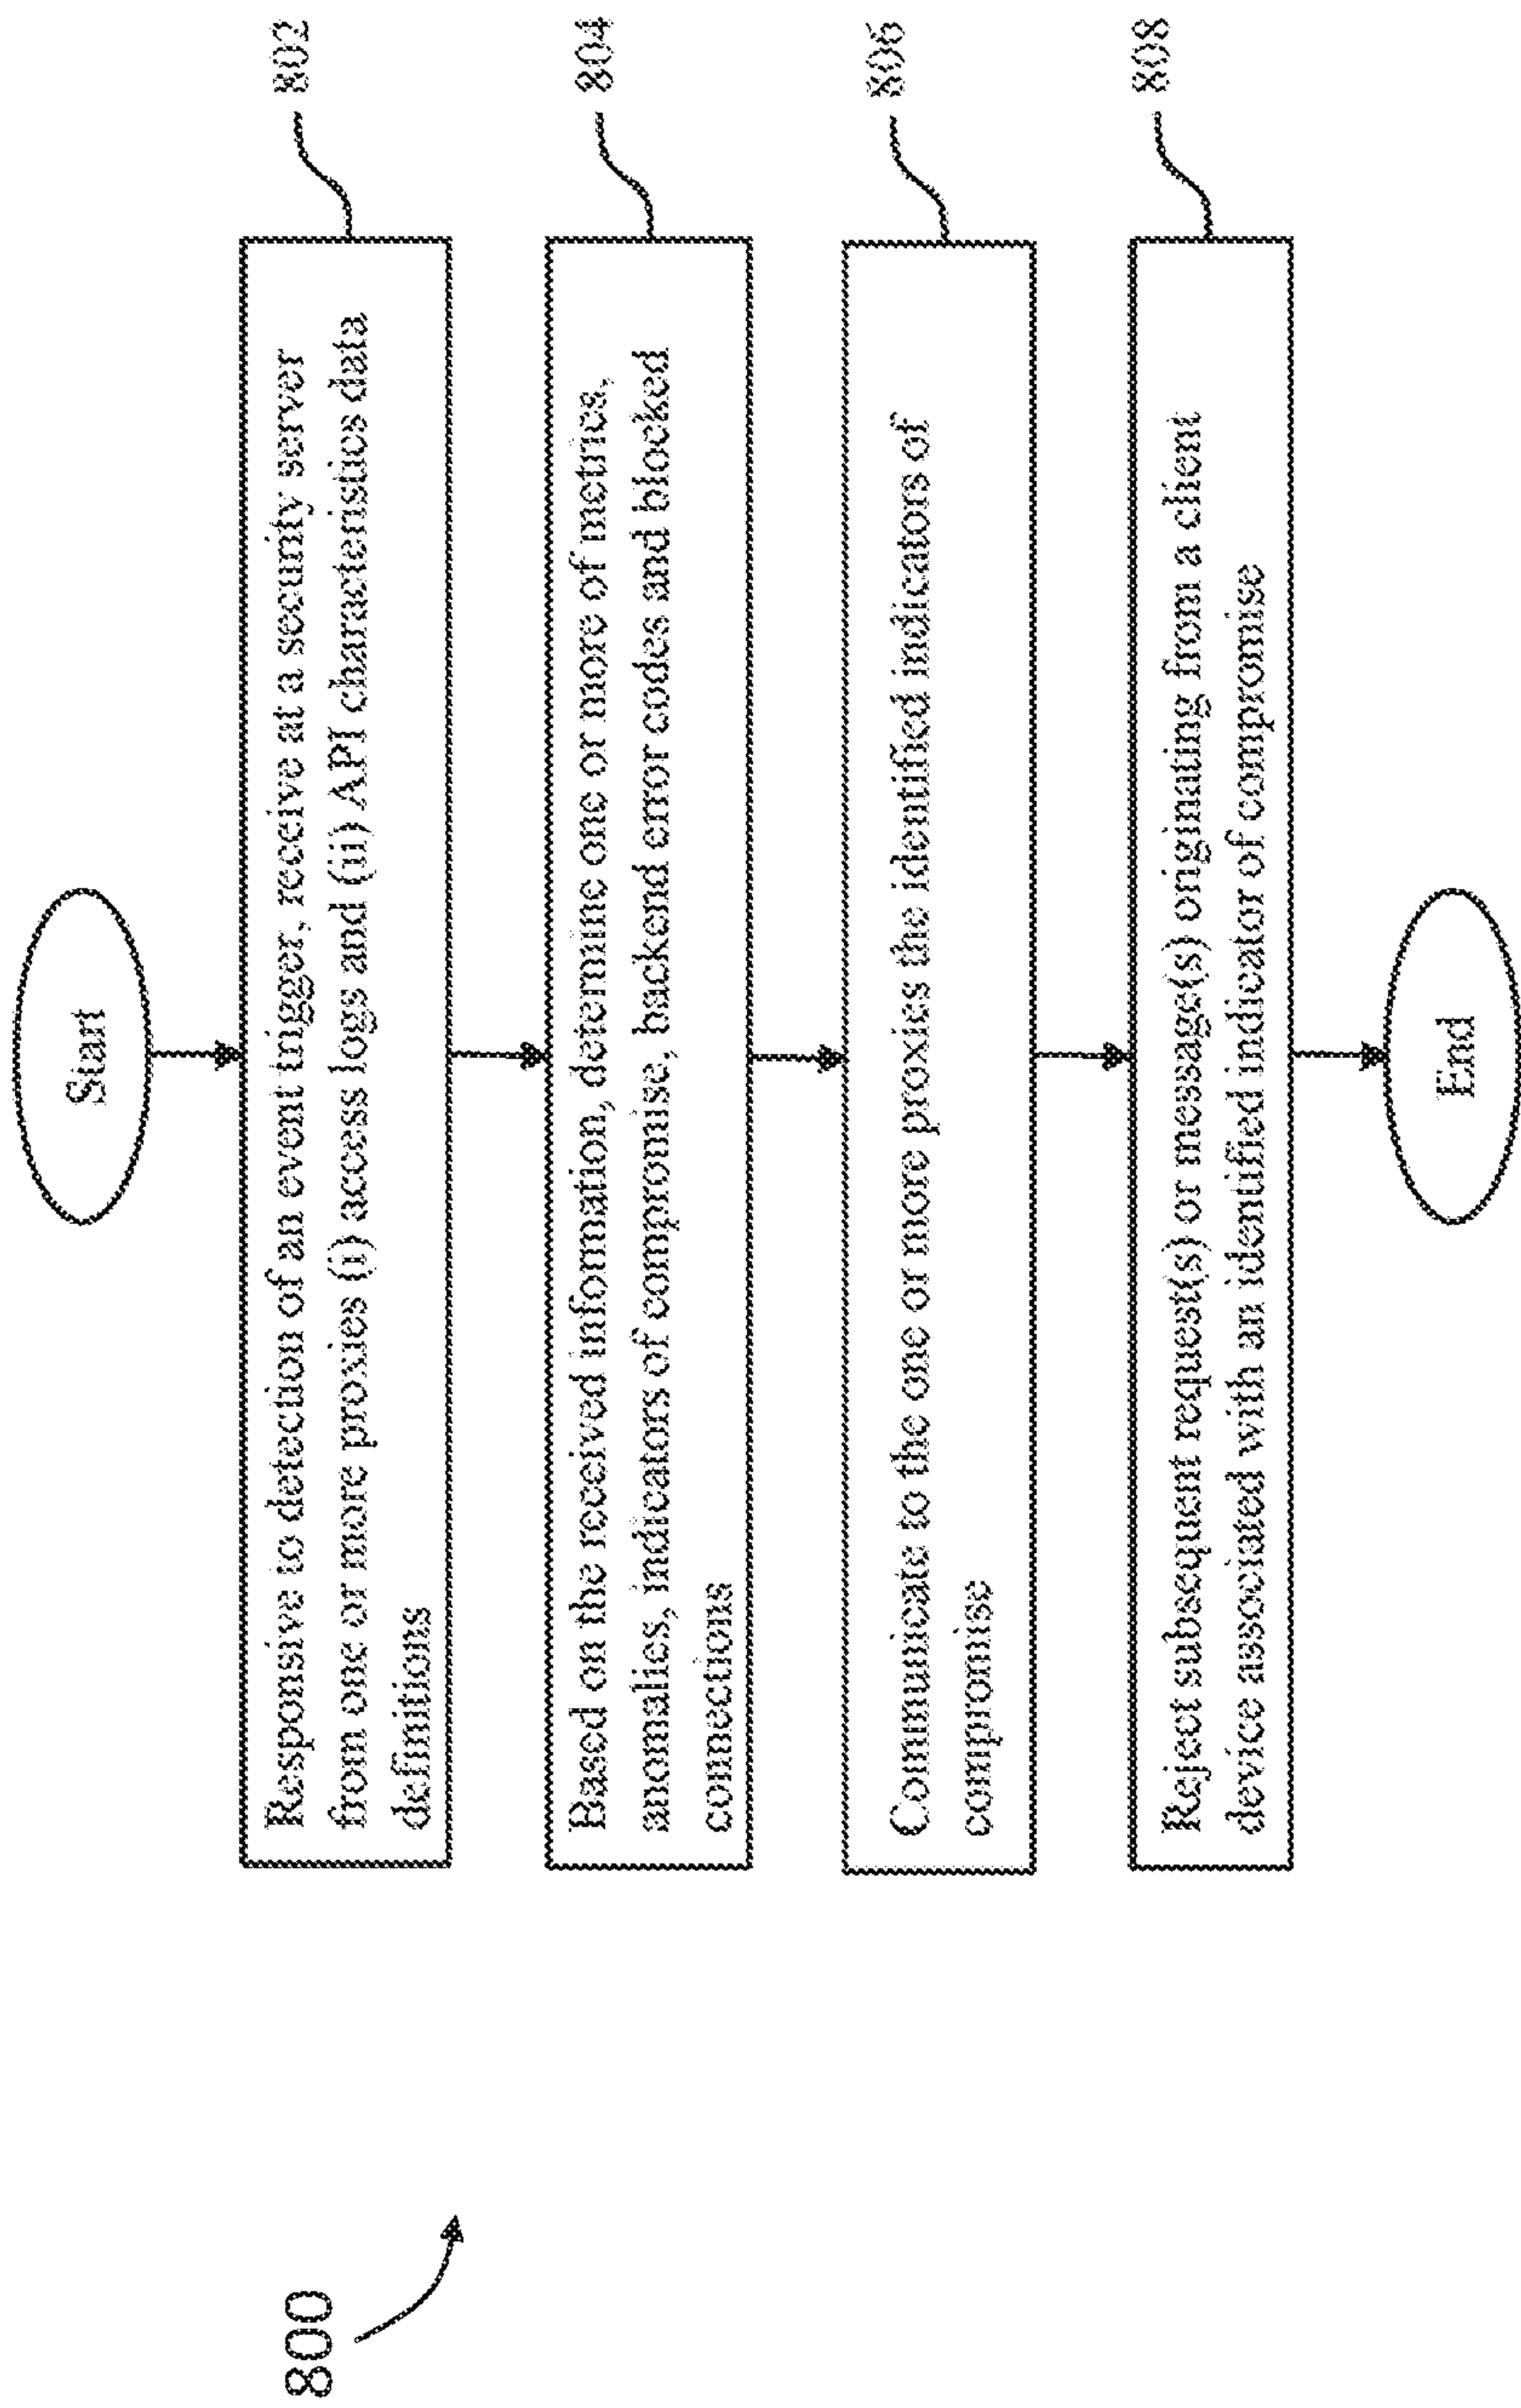 800
Start
Responsive to detection of an event trigger, receive at a security server
from one or more proxies (i) access logs and (ii) API characteristics data
definitions
802
Based on the received information, determine one or more of metrics,
anomalies, indicators of compromise, backend error codes and blocked
connections
804
Communicate to the one or more proxies the identified indicators of
compromise
806
Reject subsequent request(s) or message(s) originating from a client
device associated with an identified indicator of compromise
808
End